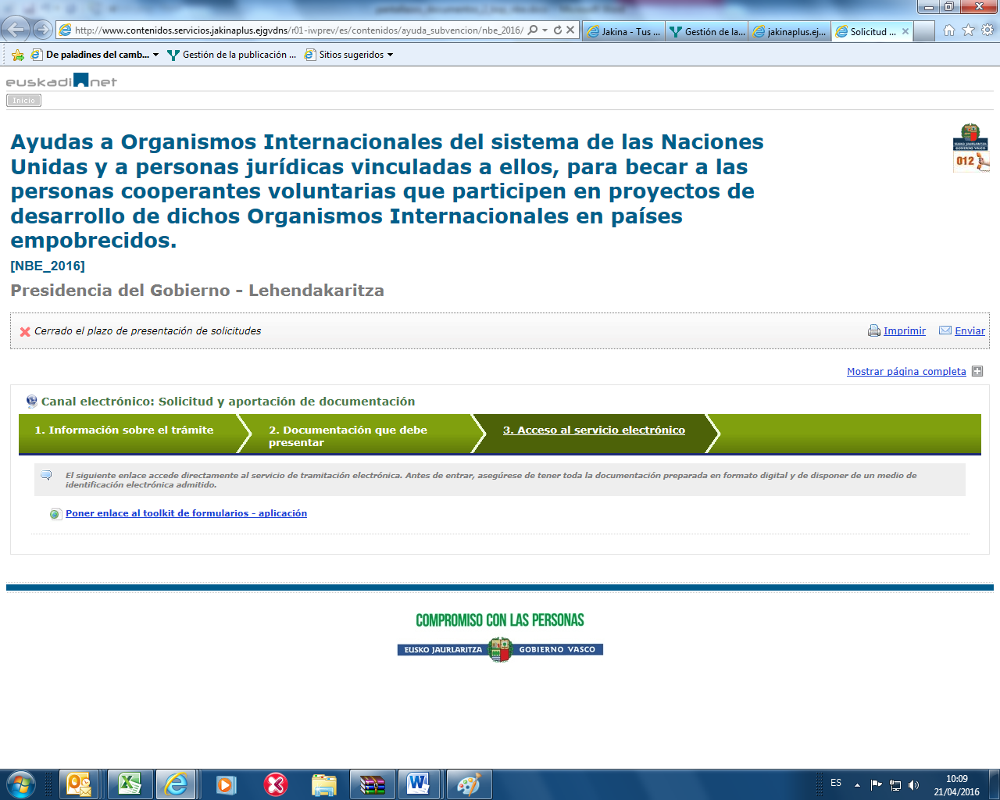 http://www.contenidos.servicios.jakinaplus.ejgvdns/r01-iwprev/es/contenidos/ayuda_subvencion/nbe_2016/
Jakina - Tus ...
Gestión de la...
jakinaplus.ej...
Solicitud ...
De paladines del camb...
Gestión de la publicación ...
Sitios sugeridos
euskadi net
Inicio
Ayudas a Organismos Internacionales del sistema de las Naciones
Unidas y a personas jurídicas vinculadas a ellos, para becar a las
personas cooperantes voluntarias que participen en proyectos de
desarrollo de dichos Organismos Internacionales en países
empobrecidos.
[NBE_2016]
Presidencia del Gobierno - Lehendakaritza
EUSKO JAURLARITZA
GOBIERNO VASCO
012
Cerrado el plazo de presentación de solicitudes
Imprimir
Enviar
Mostrar página completa
Canal electrónico: Solicitud y aportación de documentación
1. Información sobre el trámite
2. Documentación que debe
presentar
3. Acceso al servicio electrónico
El siguiente enlace accede directamente al servicio de tramitación electrónica. Antes de entrar, asegúrese de tener toda la documentación preparada en formato digital y de disponer de un medio de
identificación electrónica admitido.
Poner enlace al toolkit de formularios - aplicación
COMPROMISO CON LAS PERSONAS
EUSKO JAURLARITZA
GOBIERNO VASCO
ES
10:09
21/04/2016